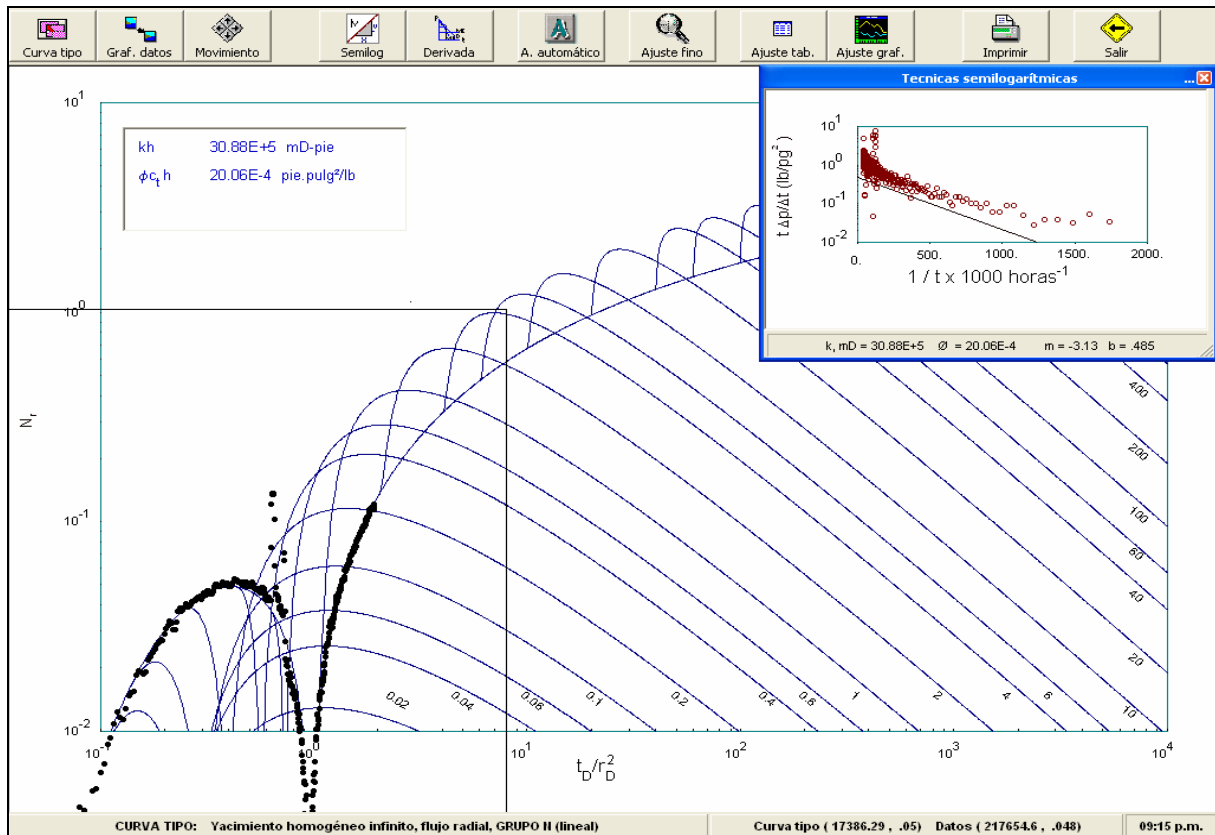 Curva tipo
Graf. datos
Movimiento
Semilog
Derivada
A. automático
Ajuste fino
Ajuste tab.
Ajuste graf.
Imprimir
Salir
Tecnicas semilogarítmicas
...
t Δp/Δt (lb/pg²)
10¹
10⁰
10⁻¹
10⁻²
0. 500. 1000. 1500. 2000.
1 / t x 1000 horas⁻¹
k, mD = 30.88E+5 Ø = 20.06E-4 m = -3.13 b = .485
kh 30.88E+5 mD-pie
ϕcₜh 20.06E-4 pie.pulg²/lb
10¹
10⁰
10⁻¹
10⁻²
Nᵣ
0.02 0.04 0.06 0.1 0.2 0.4 0.6 1 2 4 6 10
20
40
60
100
200
400
10⁻¹ 10⁰ 10¹ 10² 10³ 10⁴
t_D/r_D²
CURVA TIPO: Yacimiento homogéneo infinito, flujo radial, GRUPO N (lineal)
Curva tipo ( 17386.29 , .05) Datos ( 217654.6 , .048)
09:15 p.m.